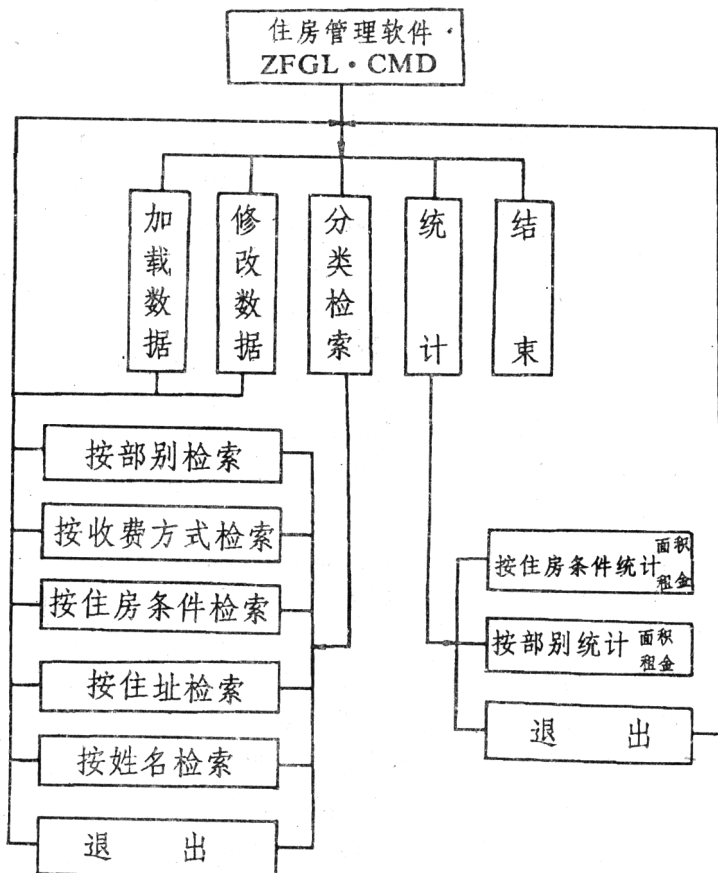 住房管理软件
ZFGL·CMD
加载数据
修改数据
分类检索
统计
结束
按部别检索
按收费方式检索
按住房条件检索
按住址检索
按姓名检索
退出
按住房条件统计 面积 租金
按部别统计 面积 租金
退出